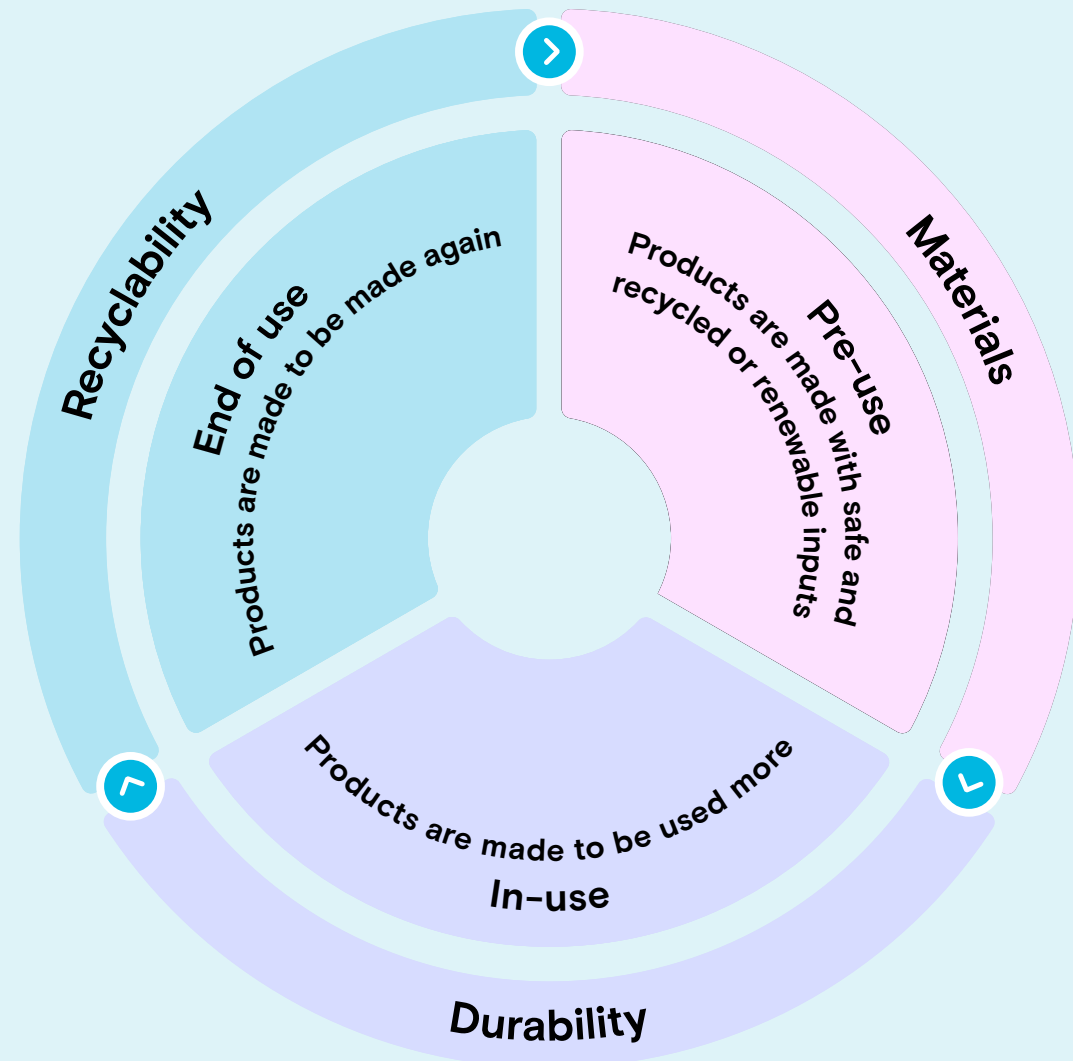 Materials
Pre-use
Products are made with safe and
recycled or renewable inputs
Durability
In-use
Products are made to be used more
Recyclability
End of use
Products are made to be made again